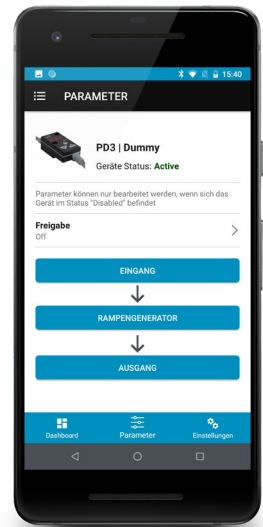 15:40
PARAMETER
PD3 | Dummy
Geräte Status: Active
Parameter können nur bearbeitet werden, wenn sich das
Gerät im Status "Disabled" befindet
Freigabe
Off
EINGANG
RAMPENGENERATOR
AUSGANG
Dashboard Parameter Einstellungen